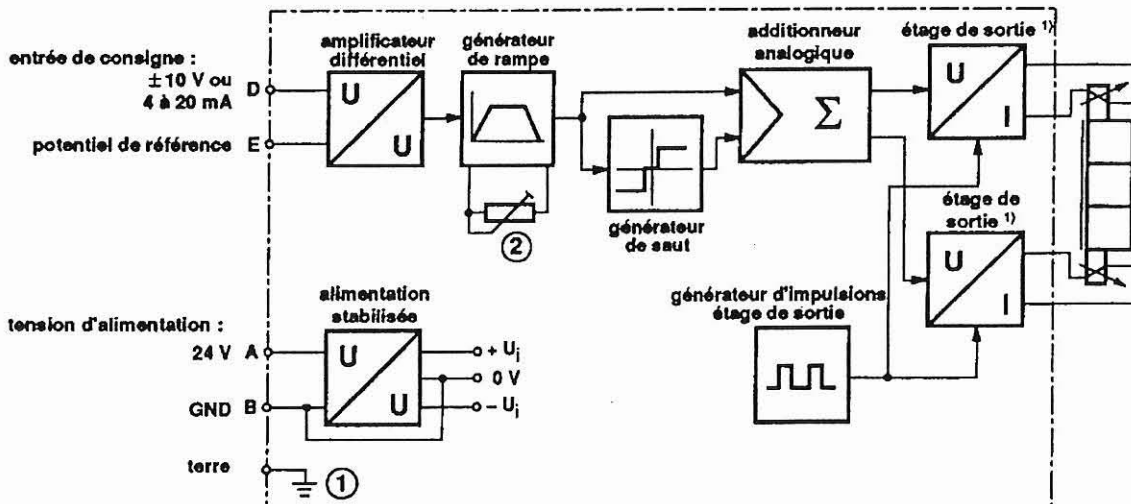 entrée de consigne :
± 10 V ou
4 à 20 mA
D
potentiel de référence E
amplificateur
différentiel
U
U
générateur
de rampe
②
générateur
de saut
additionneur
analogique
Σ
étage de sortie 1)
U
I
étage de
sortie 1)
U
I
générateur d'impulsions
étage de sortie
tension d'alimentation :
24 V A
GND B
alimentation
stabilisée
U
U
+ Ui
0 V
– Ui
terre
①